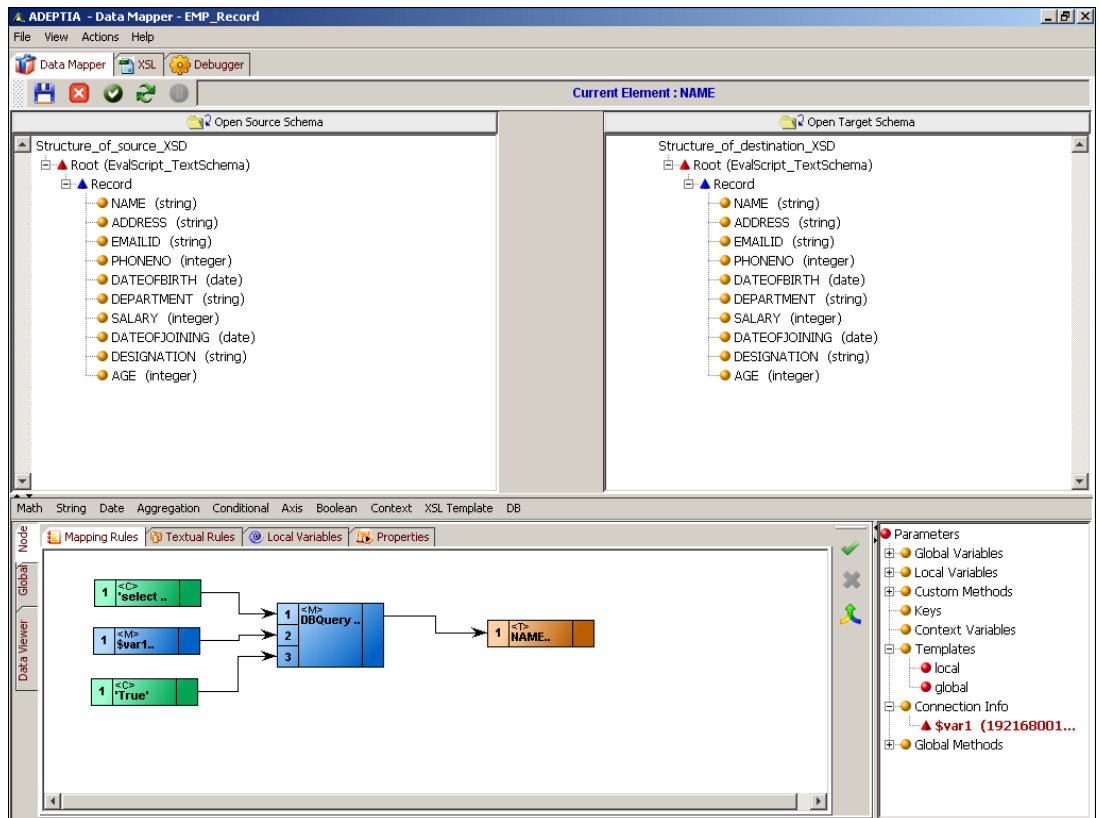 ADEPTIA - Data Mapper - EMP_Record
File View Actions Help
Data Mapper XSL Debugger
Current Element : NAME
Open Source Schema
Structure_of_source_XSD
Root (EvalScript_TextSchema)
Record
NAME (string)
ADDRESS (string)
EMAILID (string)
PHONENO (integer)
DATEOFBIRTH (date)
DEPARTMENT (string)
SALARY (integer)
DATEOFJOINING (date)
DESIGNATION (string)
AGE (integer)
Open Target Schema
Structure_of_destination_XSD
Root (EvalScript_TextSchema)
Record
NAME (string)
ADDRESS (string)
EMAILID (string)
PHONENO (integer)
DATEOFBIRTH (date)
DEPARTMENT (string)
SALARY (integer)
DATEOFJOINING (date)
DESIGNATION (string)
AGE (integer)
Math String Date Aggregation Conditional Axis Boolean Context XSL Template DB
Node
Global
Data Viewer
Mapping Rules Textual Rules Local Variables Properties
1 <C> 'select ..
1 <M> $var1..
1 <C> 'True'
1 <M> DBQuery ..
2
3
1 <T> NAME..
Parameters
Global Variables
Local Variables
Custom Methods
Keys
Context Variables
Templates
local
global
Connection Info
$var1 (192168001...
Global Methods